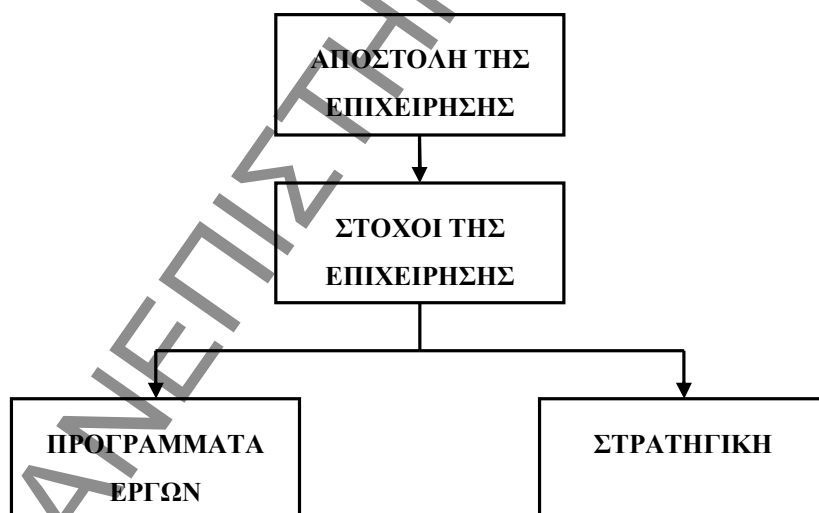 ΑΠΟΣΤΟΛΗ ΤΗΣ
ΕΠΙΧΕΙΡΗΣΗΣ
ΣΤΟΧΟΙ ΤΗΣ
ΕΠΙΧΕΙΡΗΣΗΣ
ΠΡΟΓΡΑΜΜΑΤΑ
ΕΡΓΩΝ
ΣΤΡΑΤΗΓΙΚΗ